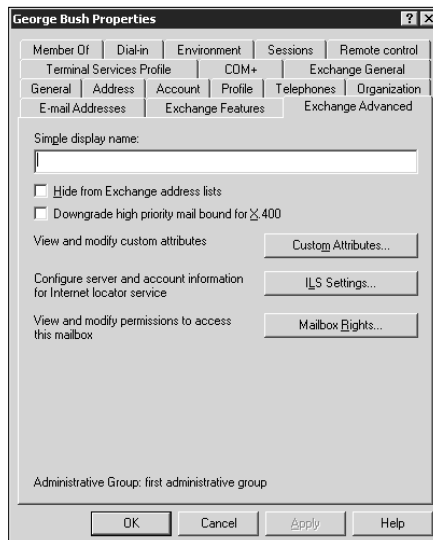 George Bush Properties
Member Of Dial-in Environment Sessions Remote control
Terminal Services Profile COM+ Exchange General
General Address Account Profile Telephones Organization
E-mail Addresses Exchange Features Exchange Advanced
Simple display name:
Hide from Exchange address lists
Downgrade high priority mail bound for X.400
View and modify custom attributes Custom Attributes...
Configure server and account information
for Internet locator service
ILS Settings...
View and modify permissions to access
this mailbox
Mailbox Rights...
Administrative Group: first administrative group
OK Cancel Apply Help